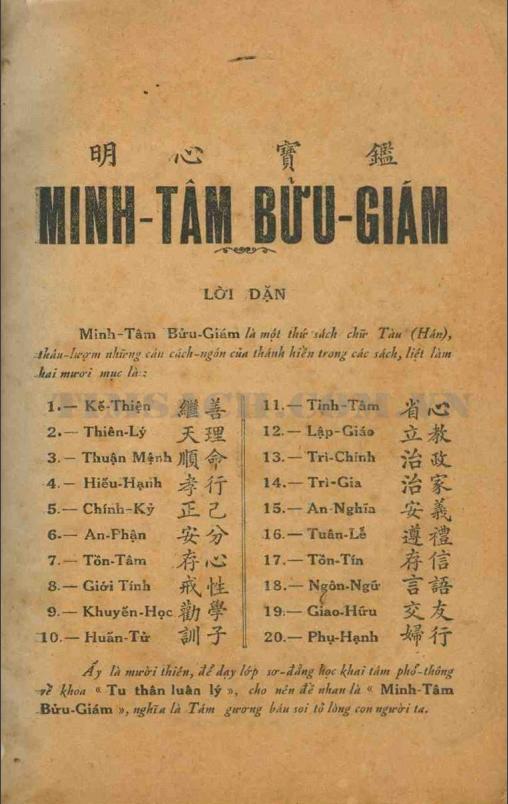 明 心 寶 鑑
MINH-TÂM BỬU-GIÁM
LỜI DẶN
Minh-Tâm Bửu-Giám là một thứ sách chữ Tàu (Hán),
thâu-lượm những câu cách-ngôn của thánh hiền trong các sách, liệt làm
hai mươi mục là:
1.— Kế-Thiện 繼 善
2.— Thiên-Lý 天 理
3.— Thuận Mệnh 順 命
4.— Hiếu-Hạnh 孝 行
5.— Chính-Kỷ 正 己
6.— An-Phận 安 分
7.— Tồn-Tâm 存 心
8.— Giới Tính 戒 性
9.— Khuyến-Học 勸 學
10.— Huấn-Tử 訓 子
11.— Tỉnh-Tâm 省 心
12.— Lập-Giáo 立 教
13.— Trì-Chính 治 政
14.— Trì-Gia 治 家
15.— An-Nghĩa 安 義
16.— Tuân-Lễ 遵 禮
17.— Tồn-Tín 存 信
18.— Ngôn-Ngữ 言 語
19.— Giao-Hữu 交 友
20.— Phụ-Hạnh 婦 行
Ấy là mười thiên, để dạy lớp sơ-đẳng học khai tâm phổ-thông
về khoa « Tu thân luân lý », cho nên đề nhan là « Minh-Tâm
Bửu-Giám », nghĩa là Tấm gương báu soi tỏ lòng con người ta.